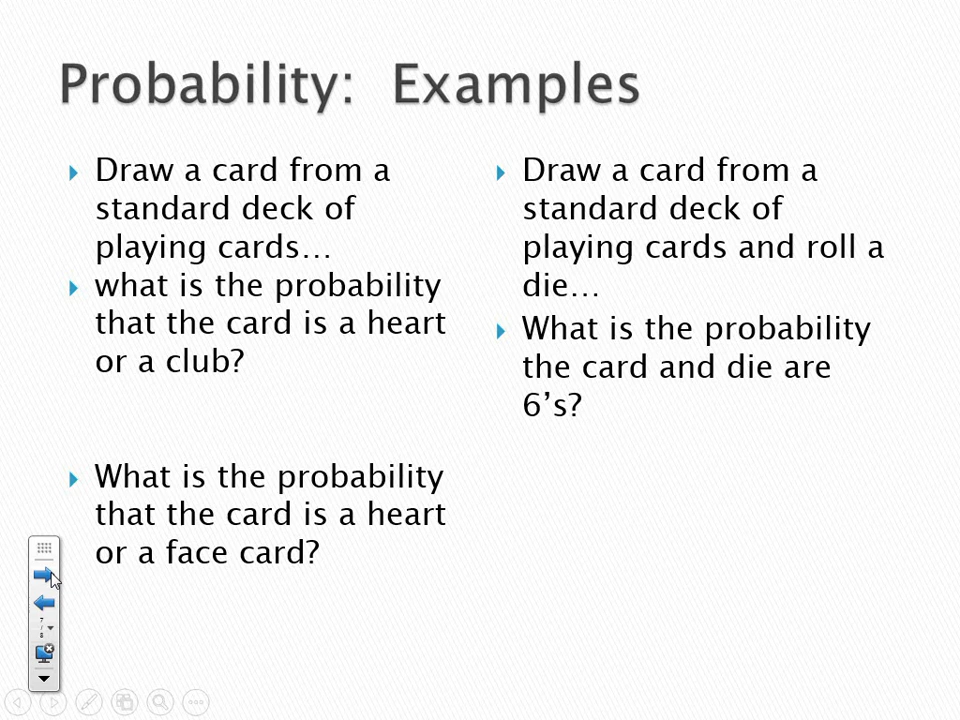 Probability: Examples
Draw a card from a
standard deck of
playing cards…
what is the probability
that the card is a heart
or a club?
What is the probability
that the card is a heart
or a face card?
Draw a card from a
standard deck of
playing cards and roll a
die…
What is the probability
the card and die are
6’s?
7
/
8